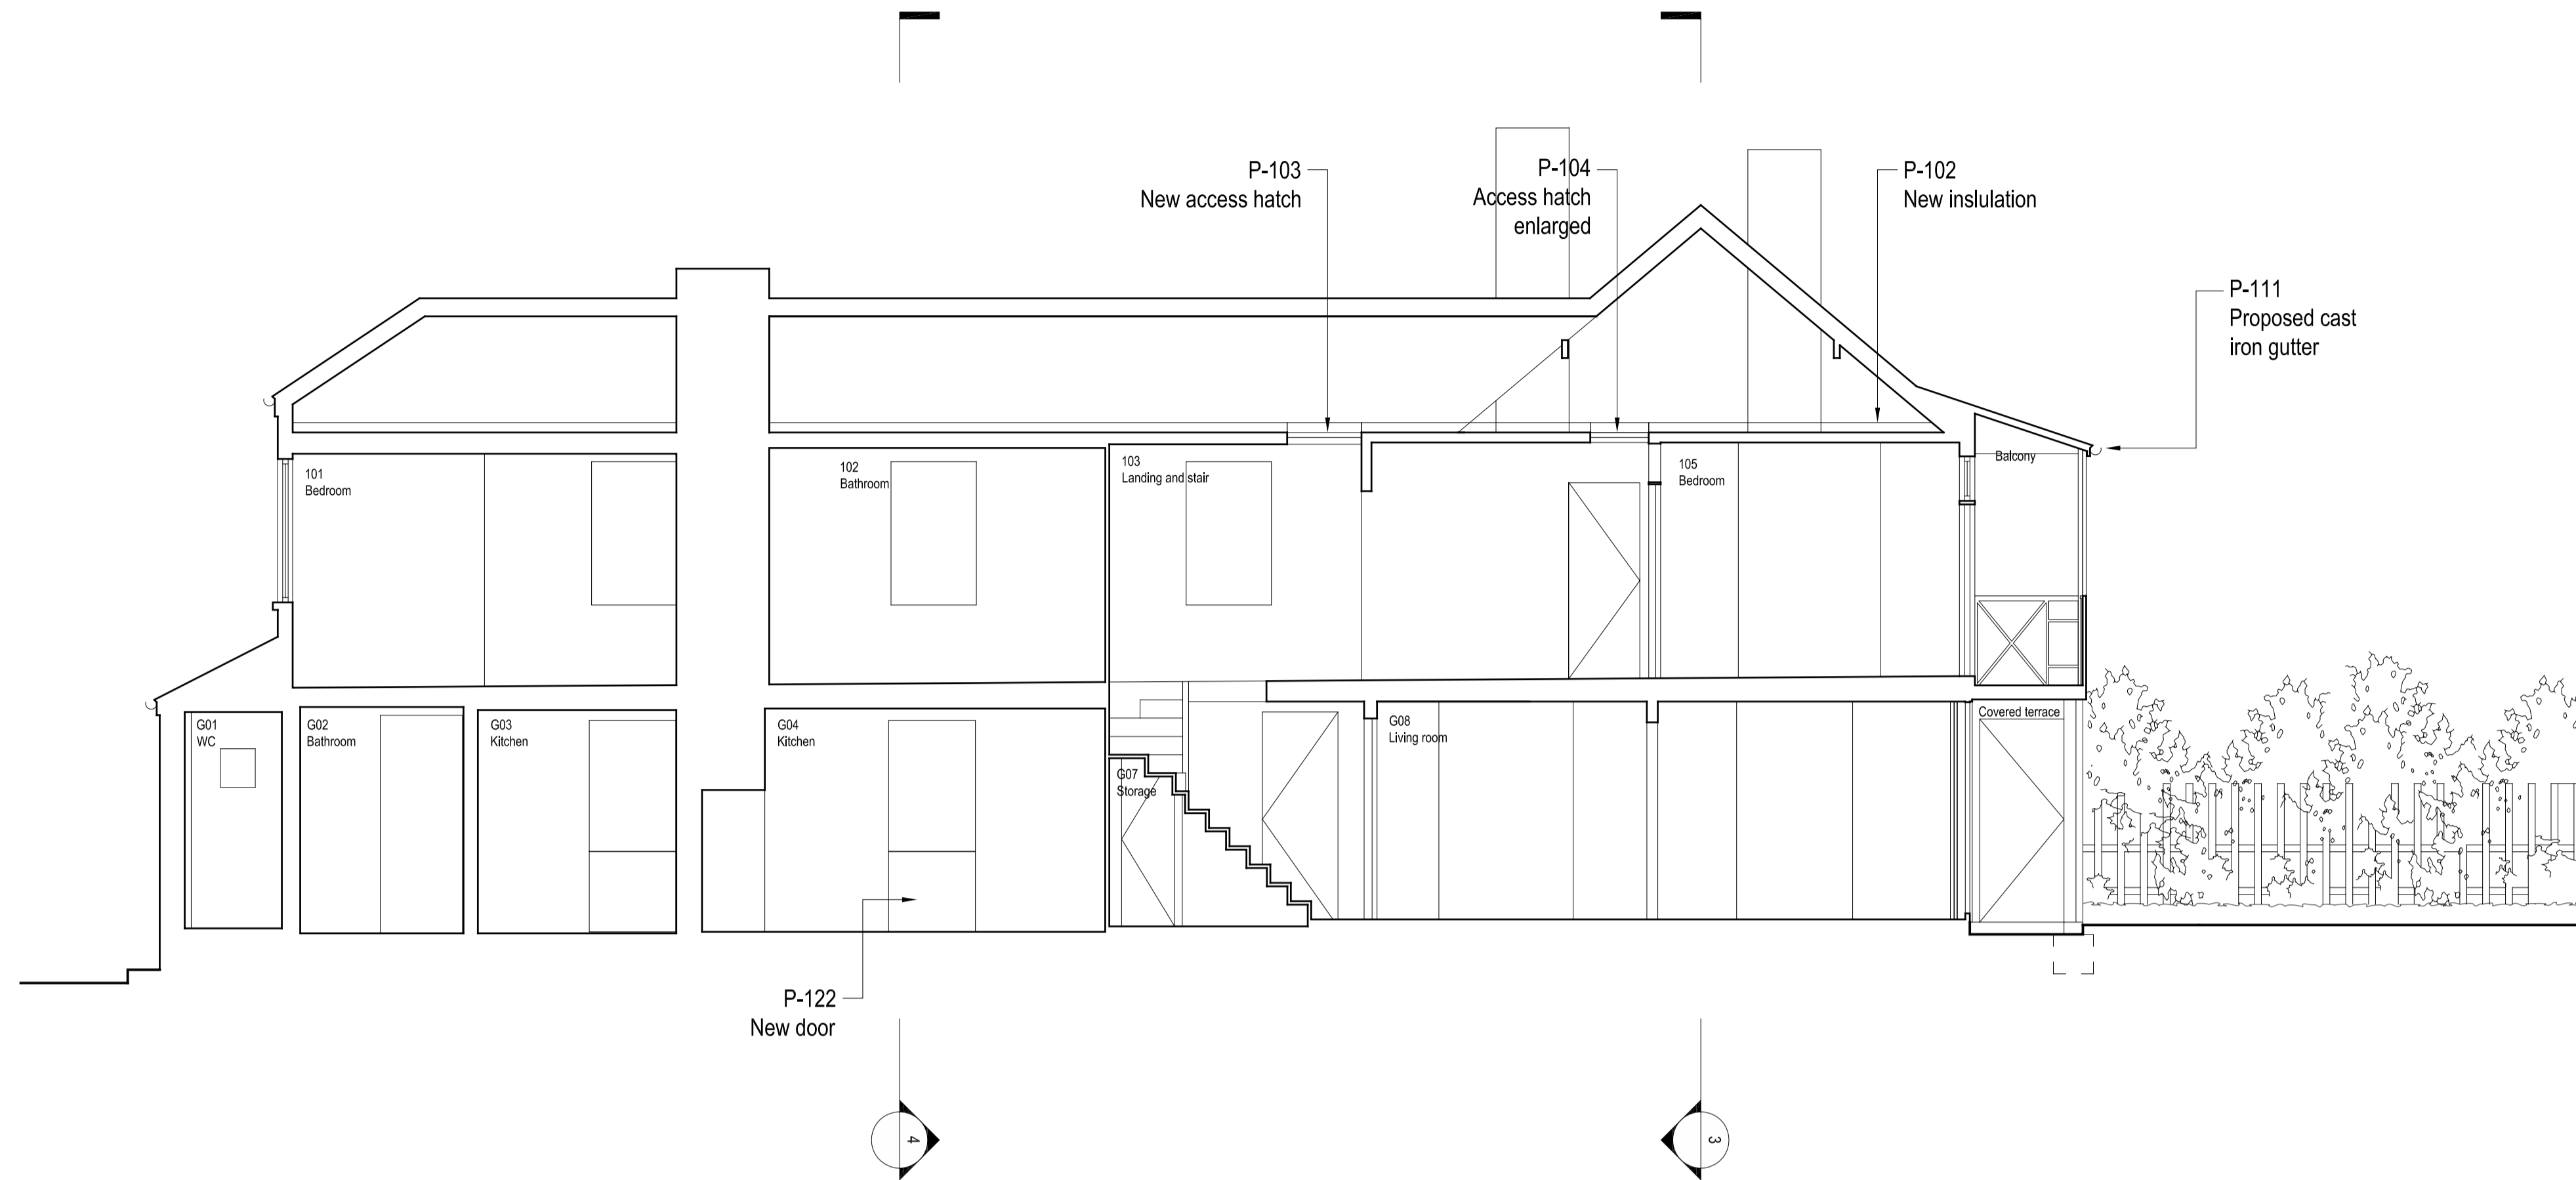 P-103
New access hatch
P-104
Access hatch
enlarged
P-102
New inslulation
P-111
Proposed cast
iron gutter
101
Bedroom
102
Bathroom
103
Landing and stair
105
Bedroom
Balcony
G01
WC
G02
Bathroom
G03
Kitchen
G04
Kitchen
G07
Storage
G08
Living room
Covered terrace
P-122
New door
4
3